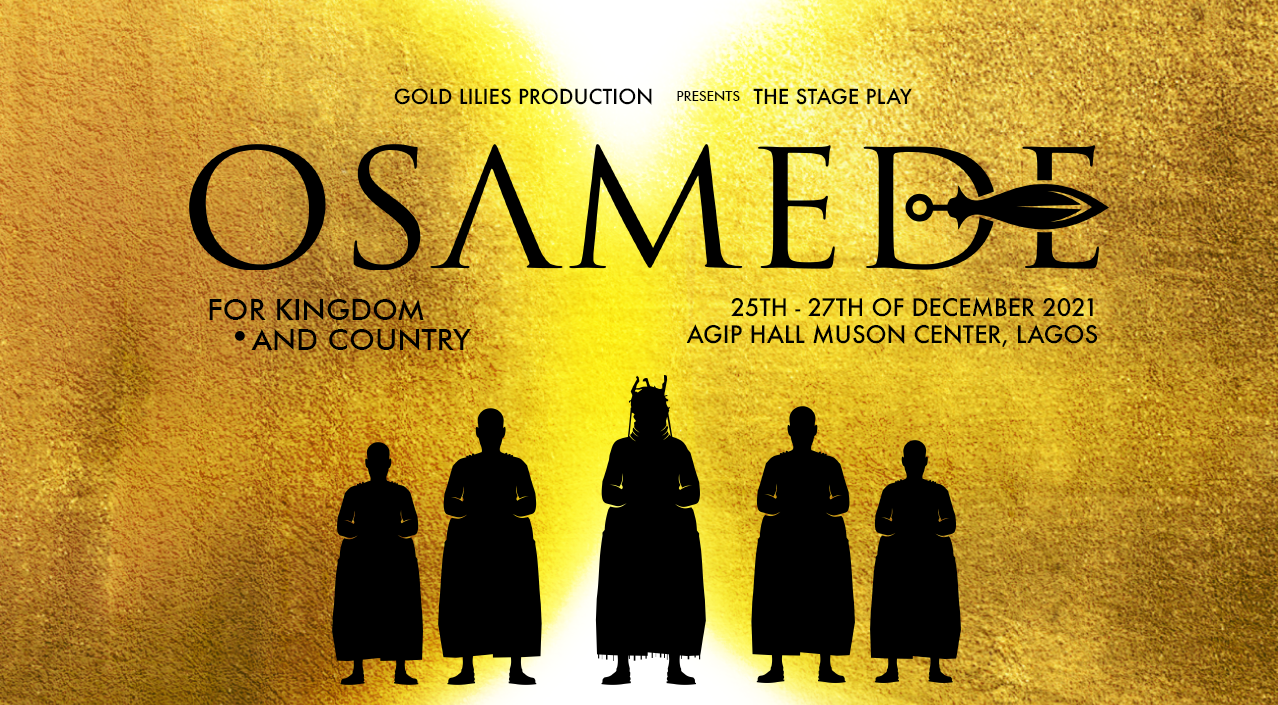 GOLD LILIES PRODUCTION PRESENTS THE STAGE PLAY
OSAMEDE
FOR KINGDOM
• AND COUNTRY
25TH - 27TH OF DECEMBER 2021
AGIP HALL MUSON CENTER, LAGOS